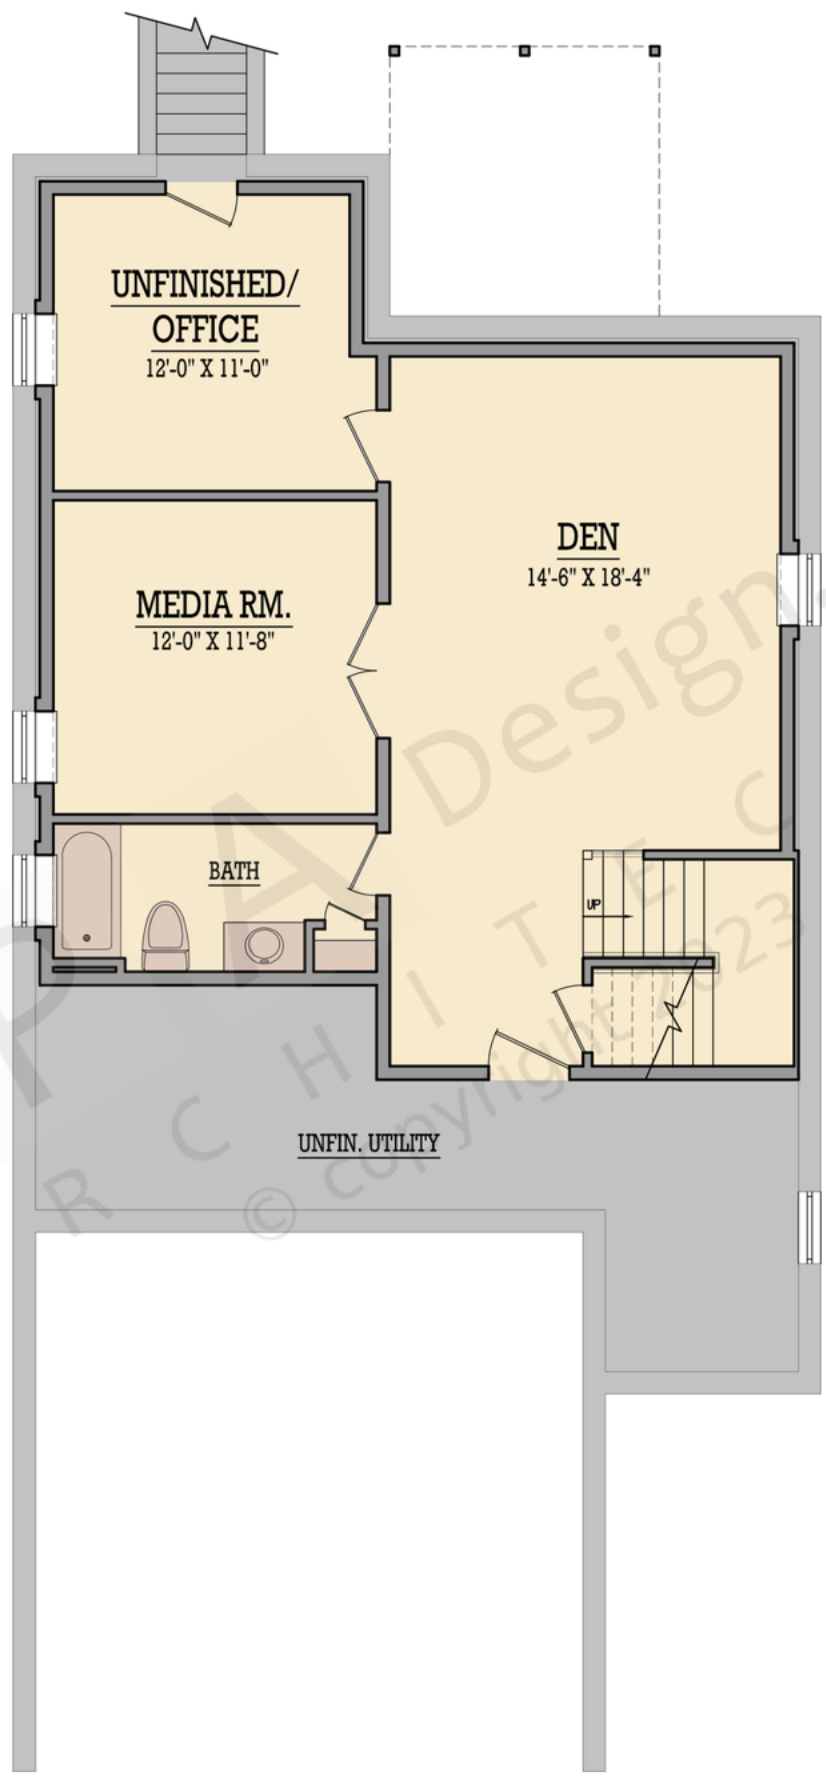 UNFINISHED/
OFFICE
12'-0" X 11'-0"
DEN
14'-6" X 18'-4"
MEDIA RM.
12'-0" X 11'-8"
BATH
UP
UNFIN. UTILITY
PA Design.
R C H I T E C
© copyright 2023